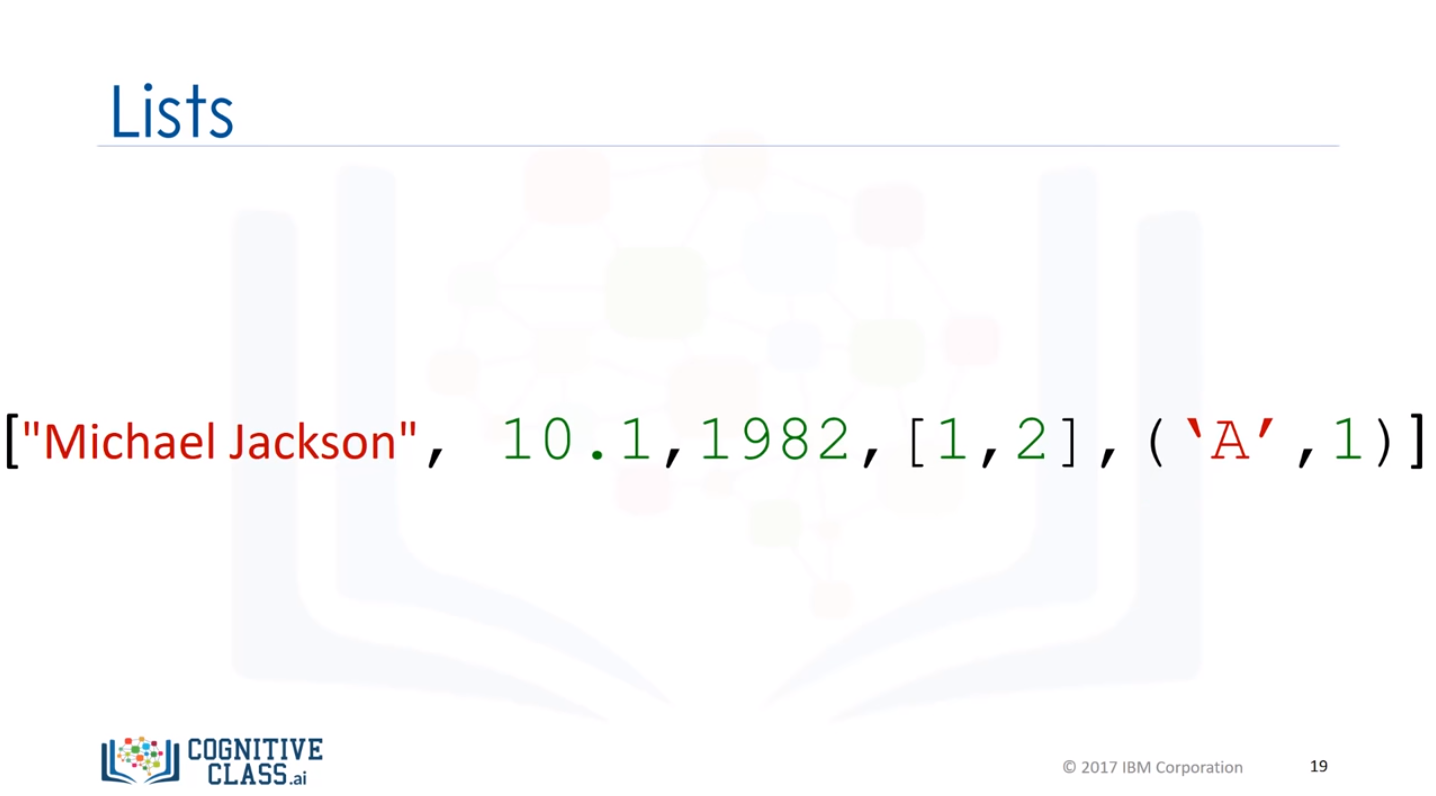 Lists
["Michael Jackson", 10.1,1982,[1,2],(‘A’,1)]
COGNITIVE
CLASS.ai
© 2017 IBM Corporation 19